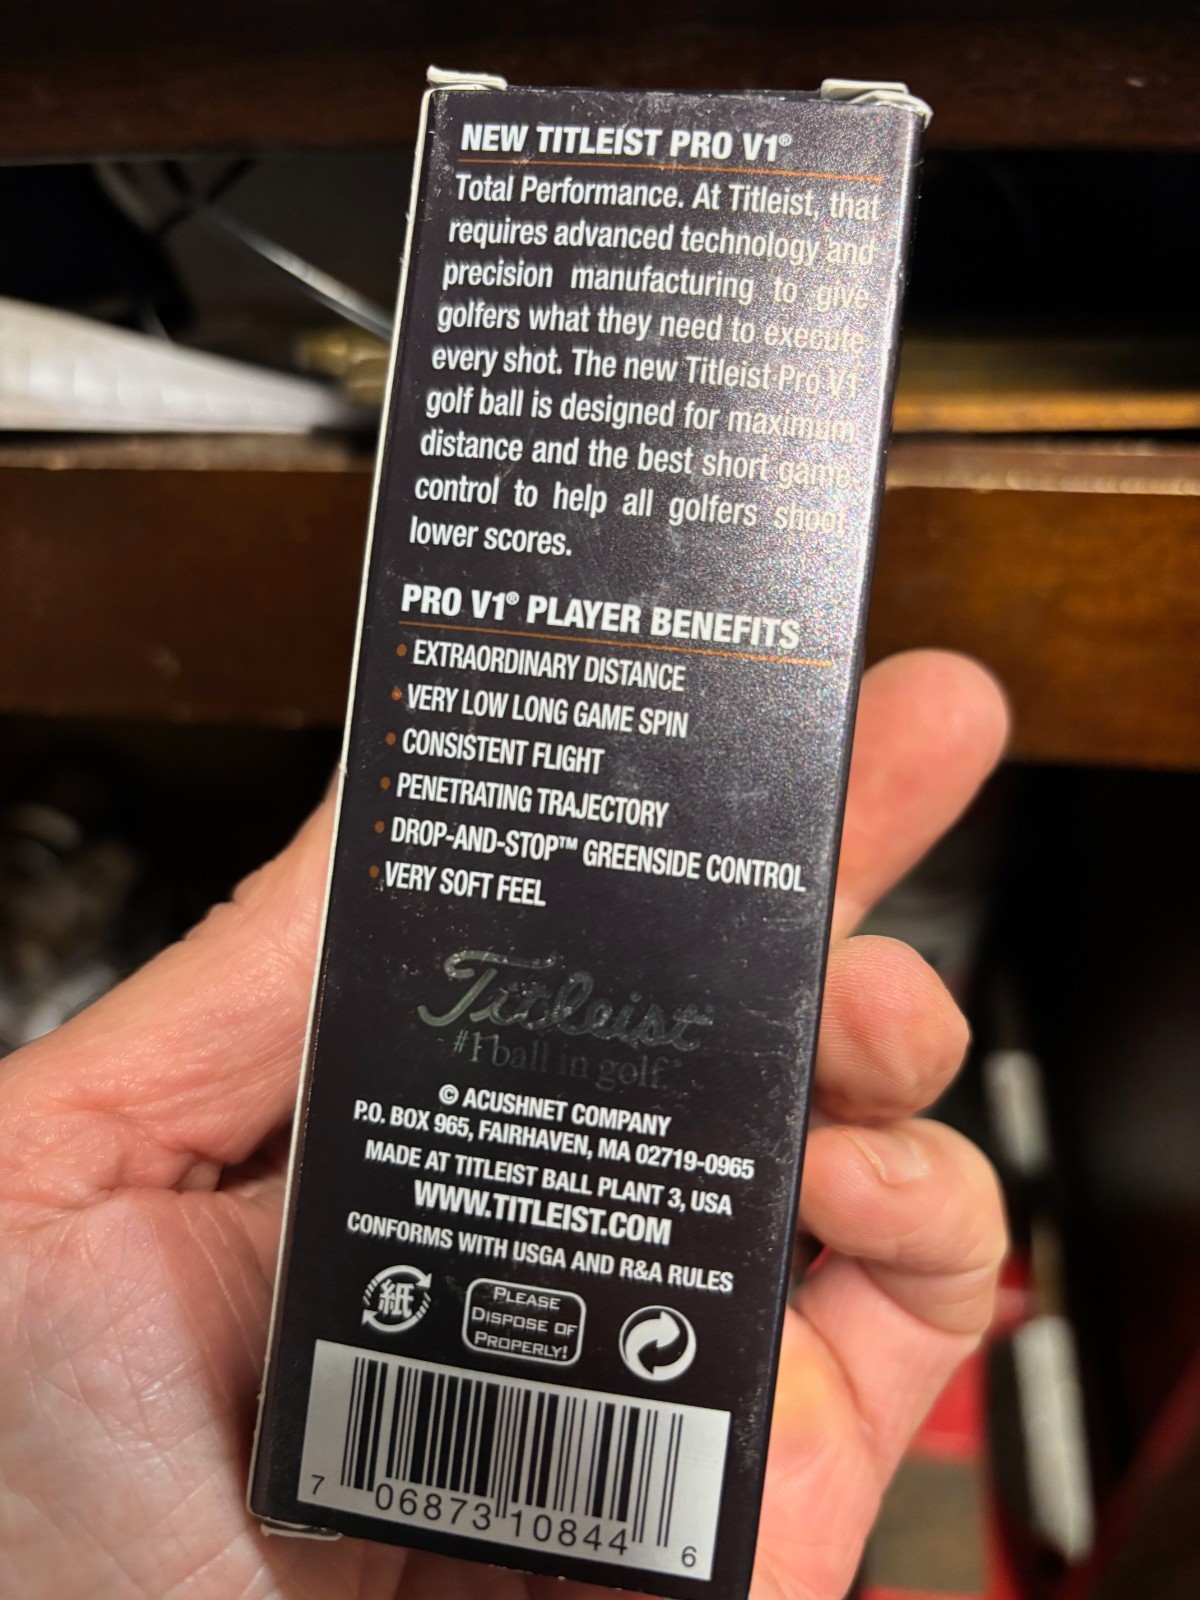 NEW TITLEIST PRO V1®
Total Performance. At Titleist, that
requires advanced technology and
precision manufacturing to give
golfers what they need to execute
every shot. The new Titleist Pro V1
golf ball is designed for maximum
distance and the best short game
control to help all golfers shoot
lower scores.
PRO V1® PLAYER BENEFITS
• EXTRAORDINARY DISTANCE
• VERY LOW LONG GAME SPIN
• CONSISTENT FLIGHT
• PENETRATING TRAJECTORY
• DROP-AND-STOP™ GREENSIDE CONTROL
• VERY SOFT FEEL
Titleist
#1 ball in golf.
© ACUSHNET COMPANY
P.O. BOX 965, FAIRHAVEN, MA 02719-0965
MADE AT TITLEIST BALL PLANT 3, USA
WWW.TITLEIST.COM
CONFORMS WITH USGA AND R&A RULES
紙
PLEASE
DISPOSE OF
PROPERLY!
7 06873 10844 6